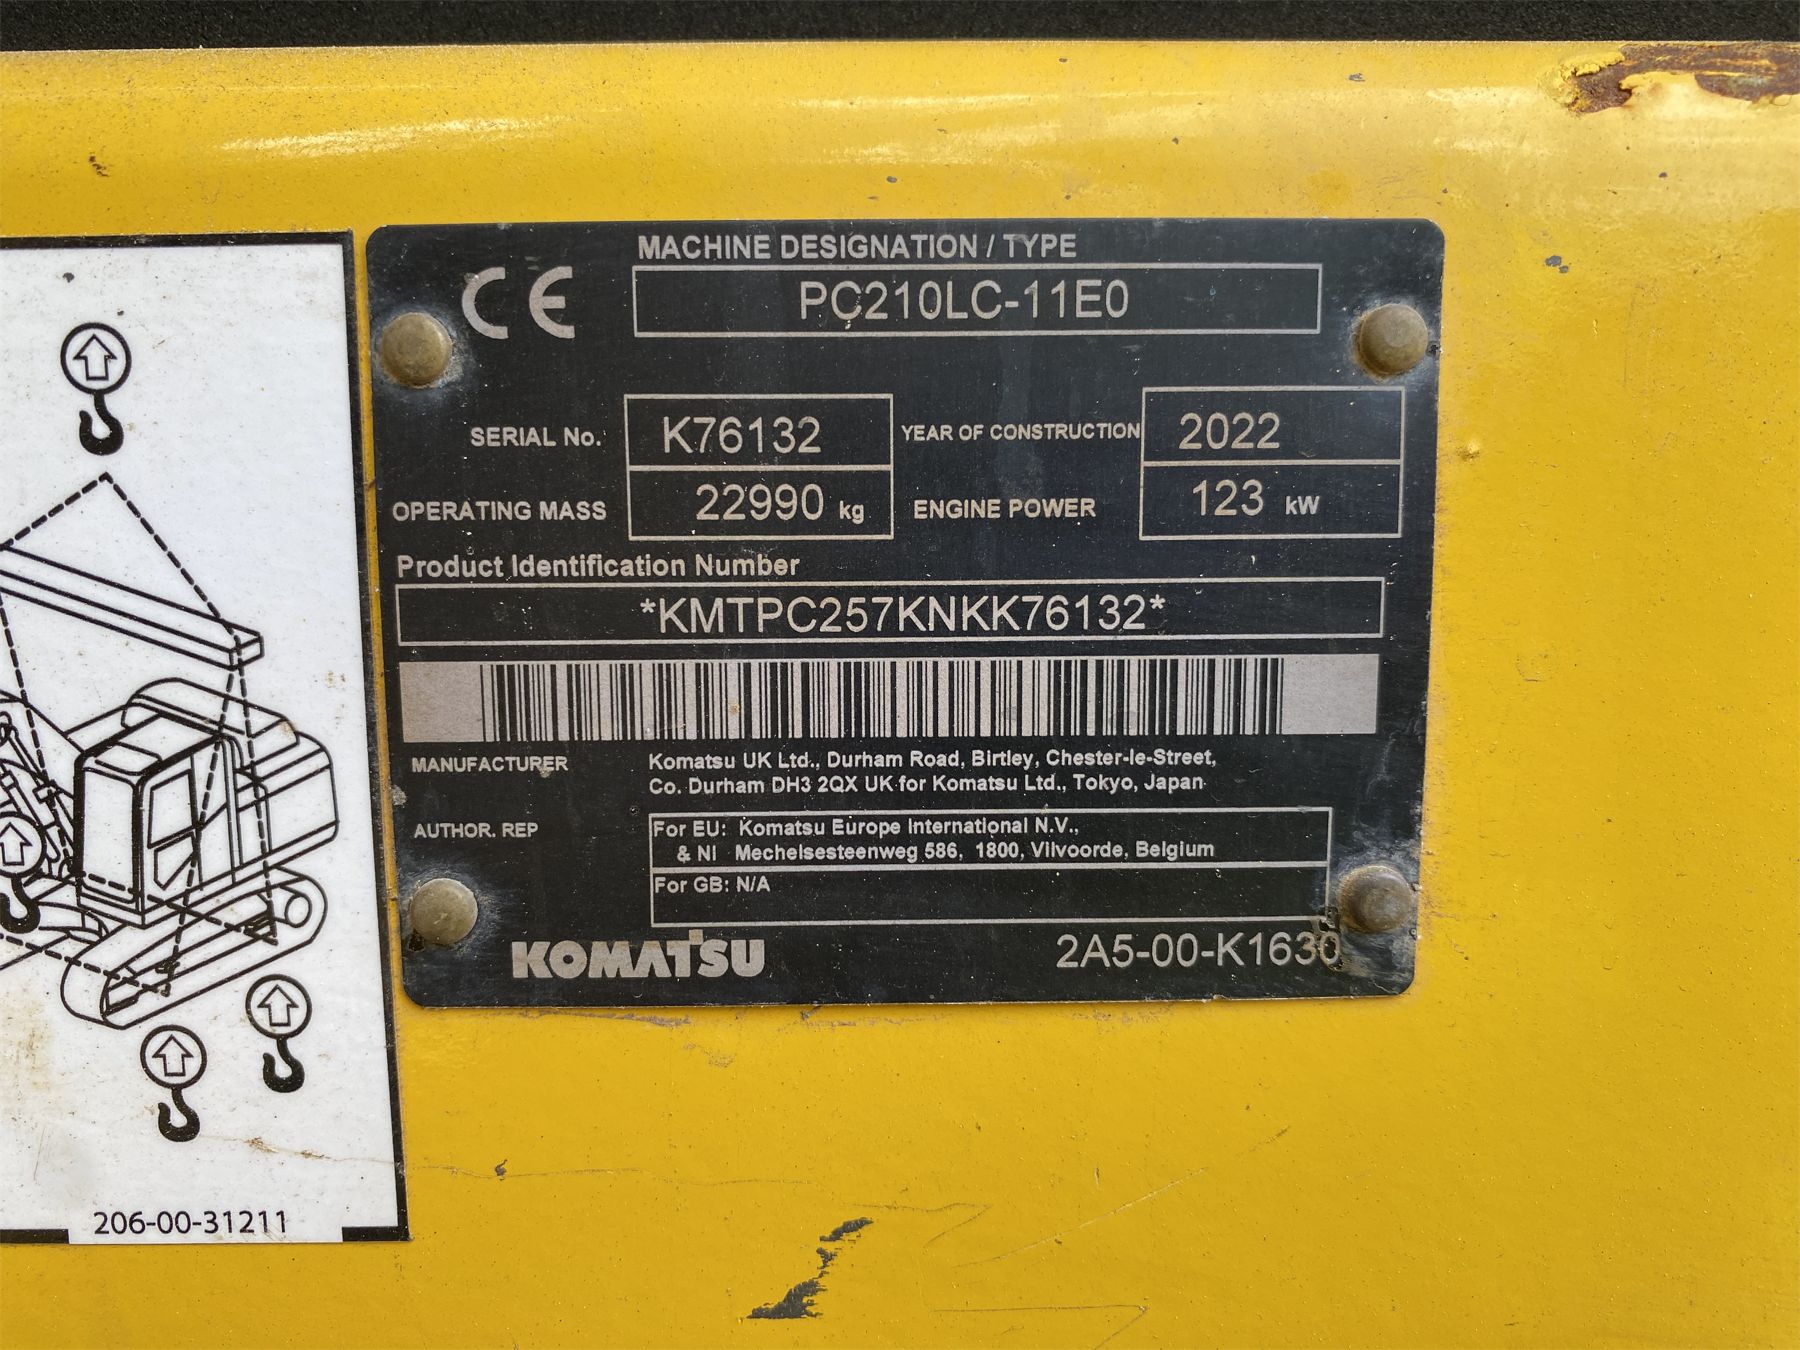 MACHINE DESIGNATION / TYPE
CE
PC210LC-11E0
SERIAL No. K76132 YEAR OF CONSTRUCTION 2022
OPERATING MASS 22990 kg ENGINE POWER 123 kW
Product Identification Number
*KMTPC257KNKK76132*
MANUFACTURER Komatsu UK Ltd., Durham Road, Birtley, Chester-le-Street,
Co. Durham DH3 2QX UK for Komatsu Ltd., Tokyo, Japan
AUTHOR. REP For EU: Komatsu Europe International N.V.,
& NI Mechelsesteenweg 586, 1800, Vilvoorde, Belgium
For GB: N/A
KOMATSU 2A5-00-K1630
206-00-31211